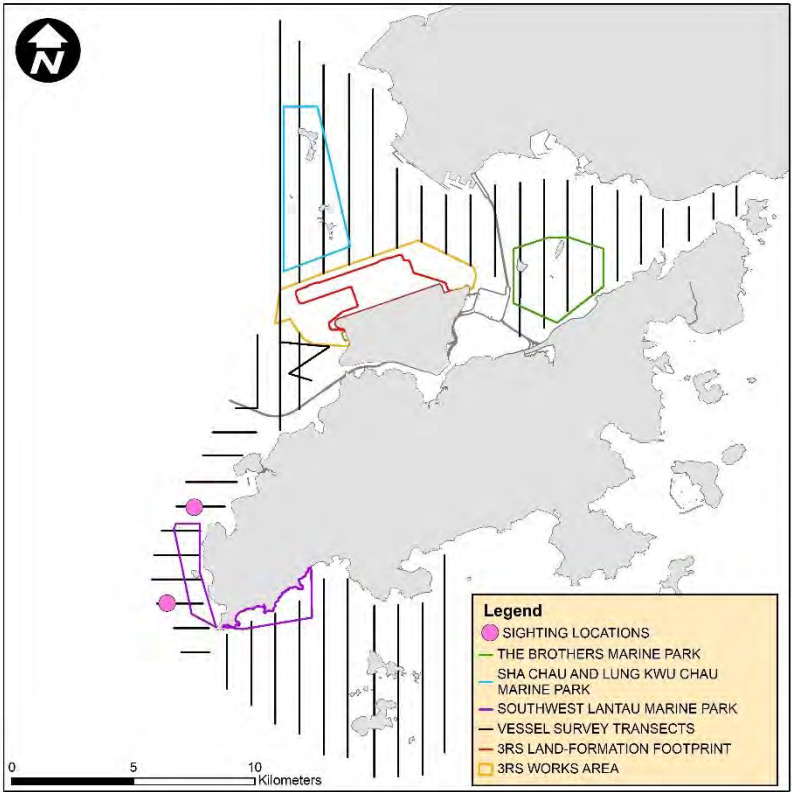 N
Legend
SIGHTING LOCATIONS
THE BROTHERS MARINE PARK
SHA CHAU AND LUNG KWU CHAU
MARINE PARK
SOUTHWEST LANTAU MARINE PARK
VESSEL SURVEY TRANSECTS
3RS LAND-FORMATION FOOTPRINT
3RS WORKS AREA
0 5 10
Kilometers